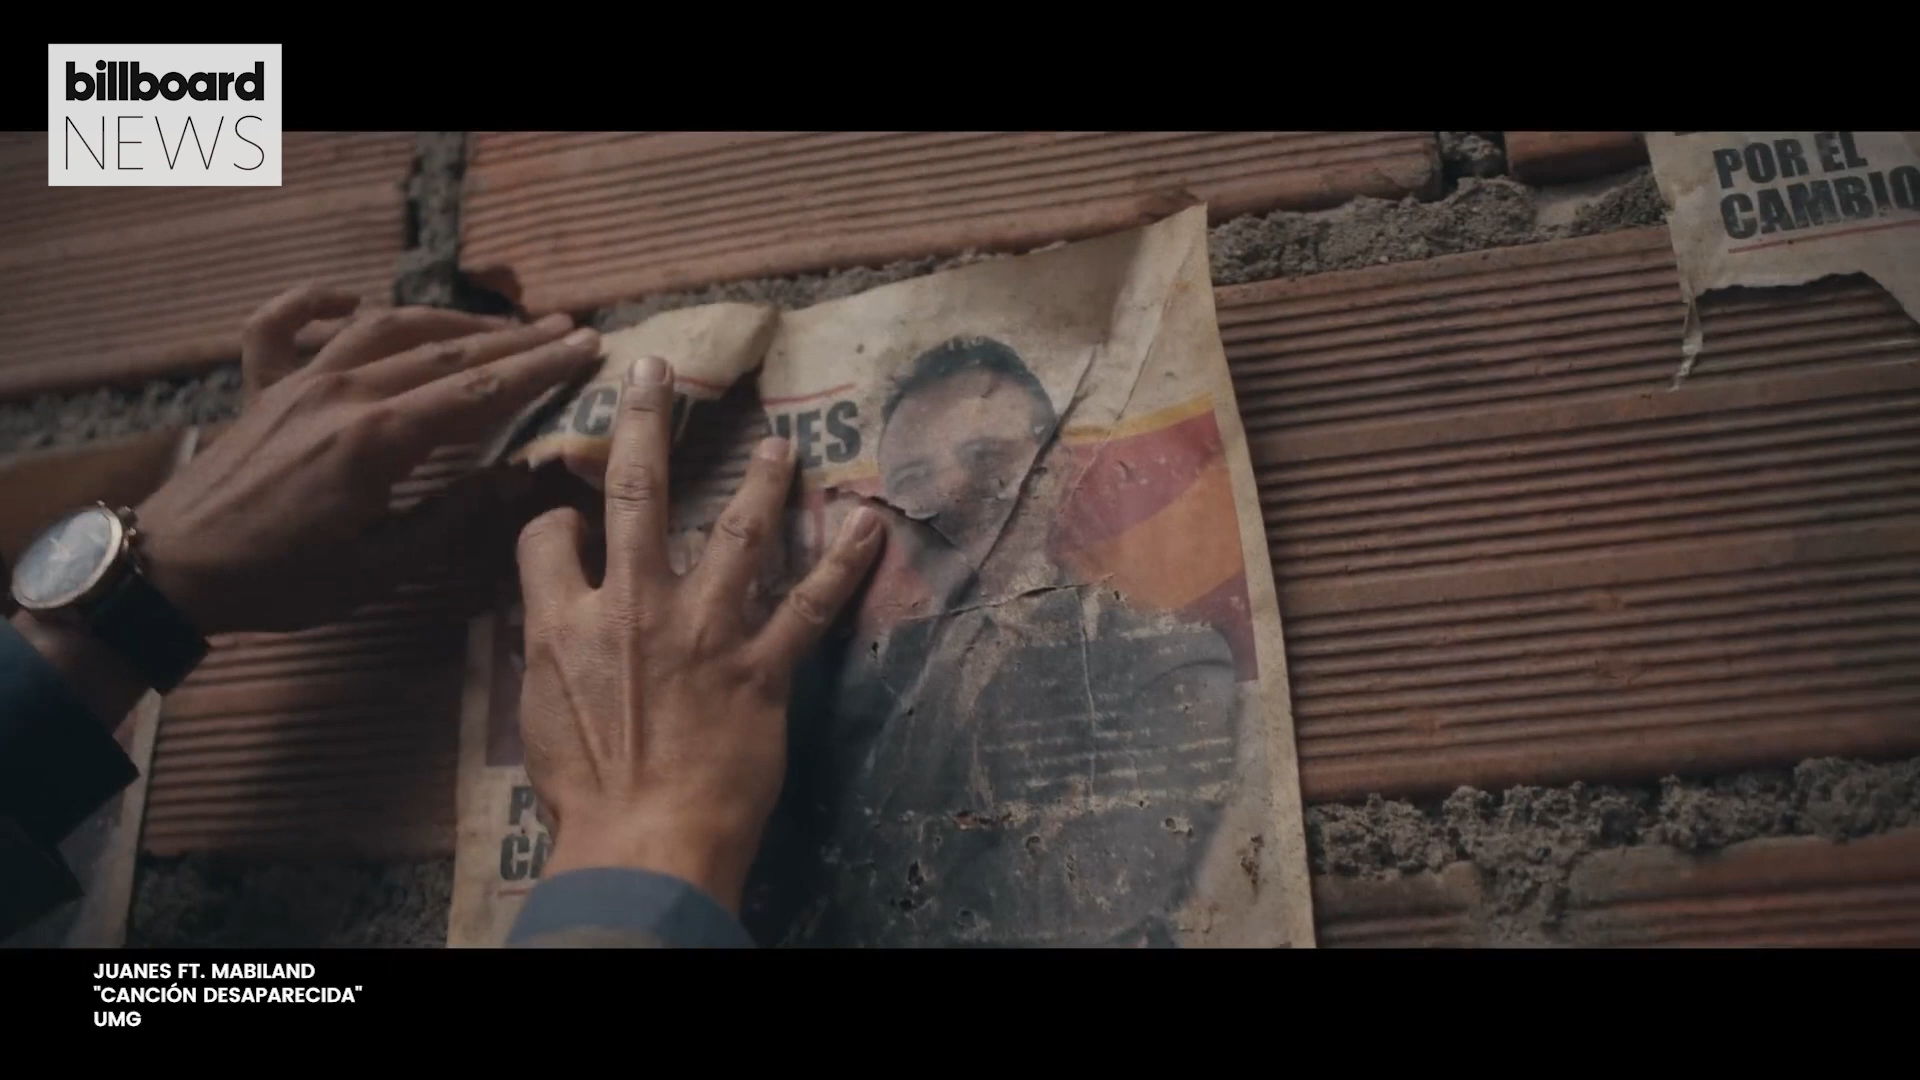 billboard
NEWS
POR EL
CAMBIO
JUANES FT. MABILAND
"CANCIÓN DESAPARECIDA"
UMG